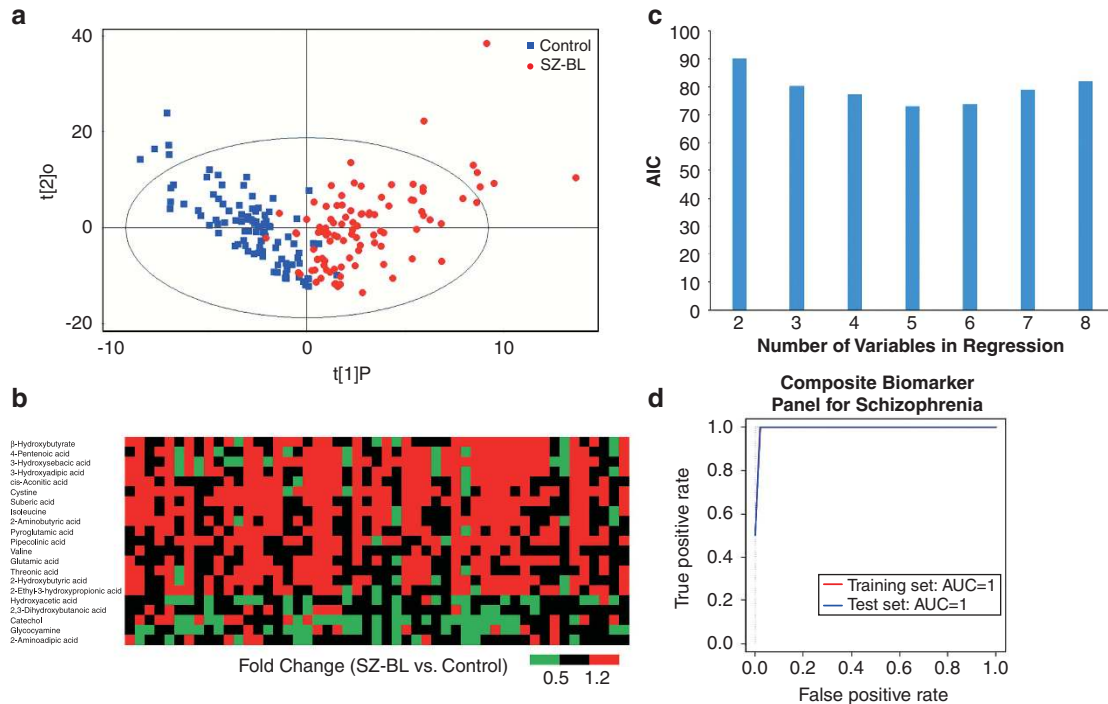 a
40
20
0
-20
t[2]o
-10
0
10
t[1]P
Control
SZ-BL
b
β-Hydroxybutyrate
4-Pentenoic acid
3-Hydroxysebacic acid
3-Hydroxyadipic acid
cis-Aconitic acid
Cystine
Suberic acid
Isoleucine
2-Aminobutyric acid
Pyroglutamic acid
Pipecolinic acid
Valine
Glutamic acid
Threonic acid
2-Hydroxybutyric acid
2-Ethyl-3-hydroxypropionic acid
Hydroxyacetic acid
2,3-Dihydroxybutanoic acid
Catechol
Glycocyamine
2-Aminoadipic acid
Fold Change (SZ-BL vs. Control)
0.5 1.2
c
100
90
80
70
60
50
40
30
20
10
0
AIC
2 3 4 5 6 7 8
Number of Variables in Regression
d
Composite Biomarker
Panel for Schizophrenia
1.0
0.8
0.6
0.4
0.2
0.0
True positive rate
Training set: AUC=1
Test set: AUC=1
0.0 0.2 0.4 0.6 0.8 1.0
False positive rate